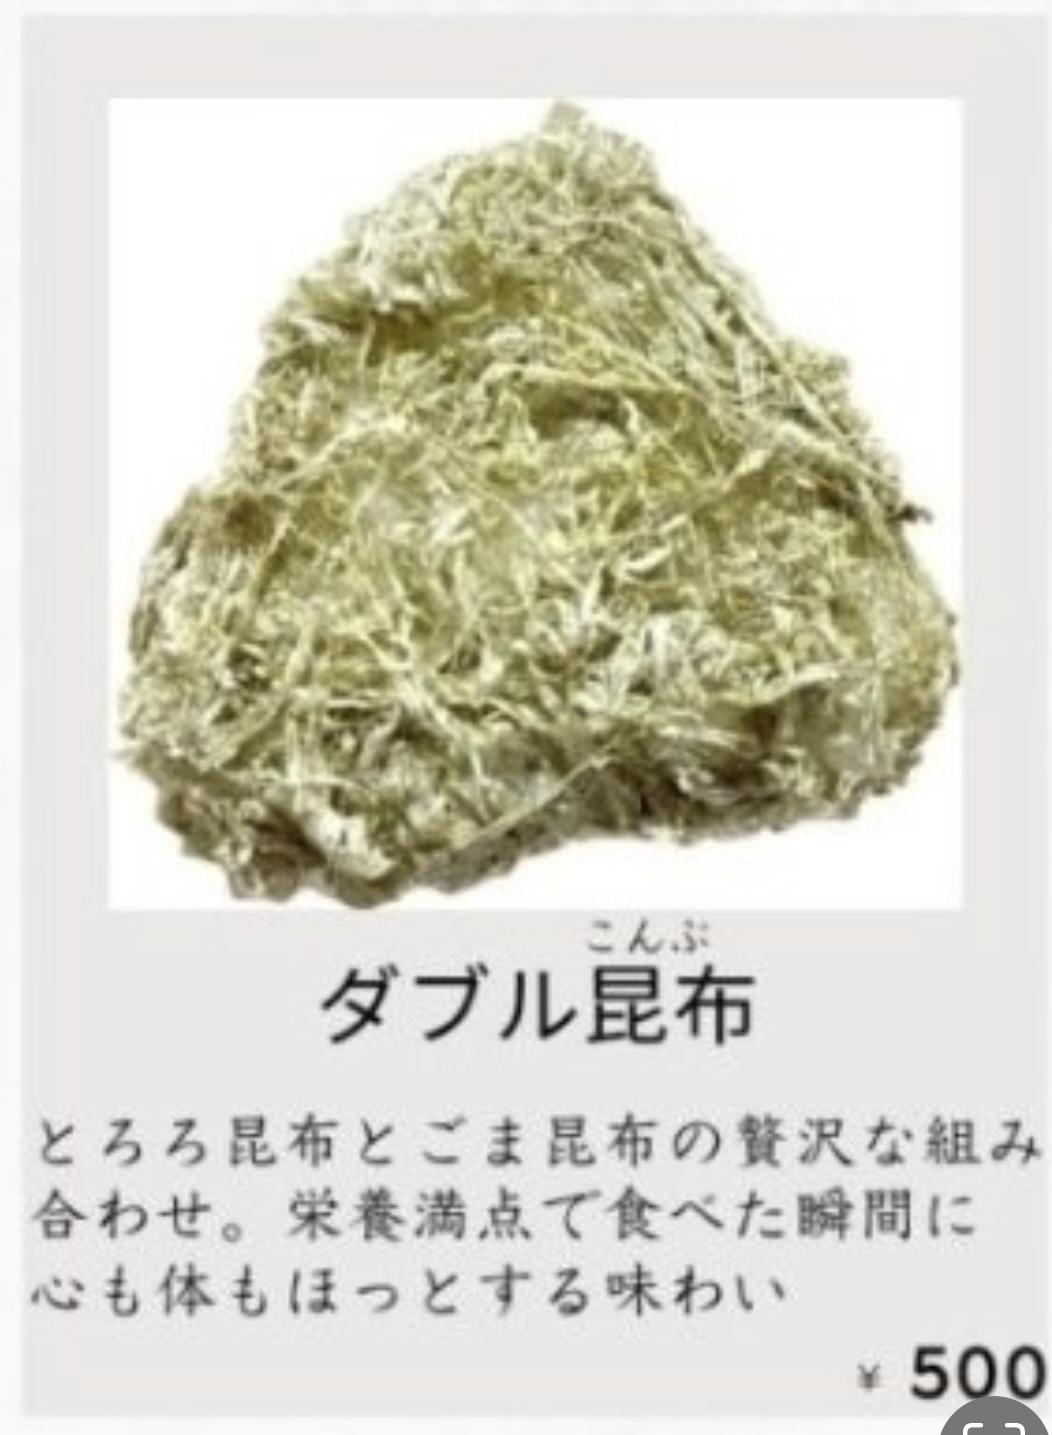 こんぶ
ダブル昆布
とろろ昆布とごま昆布の贅沢な組み
合わせ。栄養満点で食べた瞬間に
心も体もほっとする味わい
¥ 500